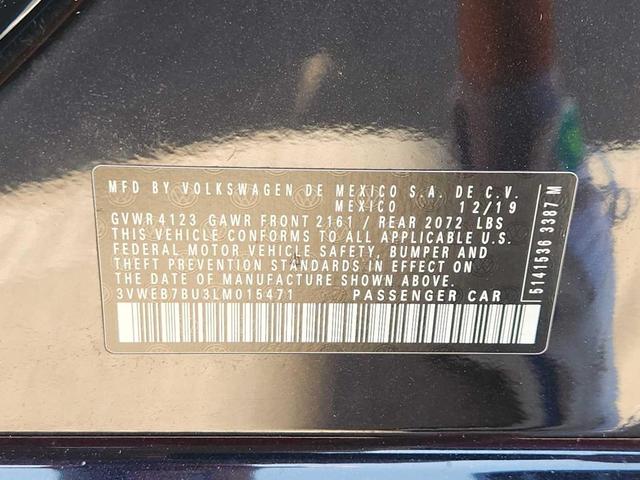 MFD BY VOLKSWAGEN DE MEXICO S.A. DE C.V.
MEXICO 12/19
GVWR 4123 GAWR FRONT 2161 / REAR 2072 LBS
THIS VEHICLE CONFORMS TO ALL APPLICABLE U.S.
FEDERAL MOTOR VEHICLE SAFETY, BUMPER AND
THEFT PREVENTION STANDARDS IN EFFECT ON
THE DATE OF MANUFACTURE SHOWN ABOVE.
3VWEB7BU3LM015471 PASSENGER CAR
5141536 3387 M